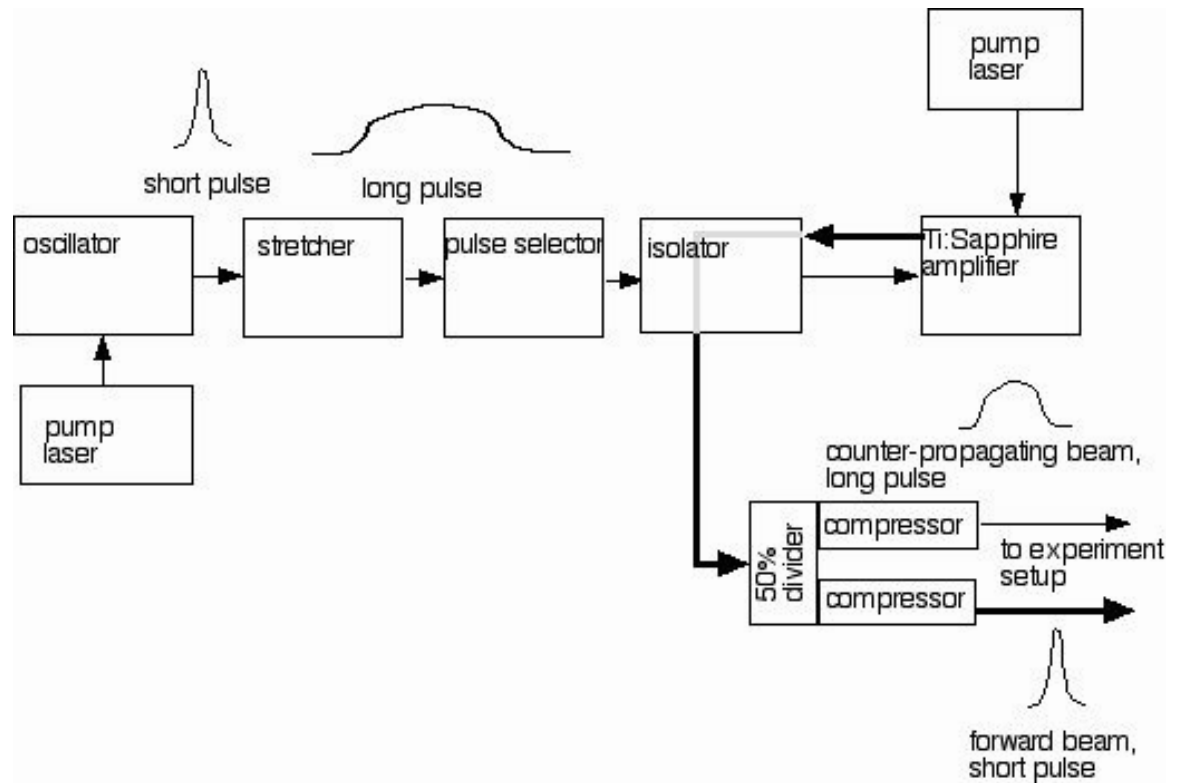 pump
laser
short pulse
long pulse
oscillator
stretcher
pulse selector
isolator
Ti:Sapphire
amplifier
pump
laser
counter-propagating beam,
long pulse
50%
divider
compressor
compressor
to experiment
setup
forward beam,
short pulse